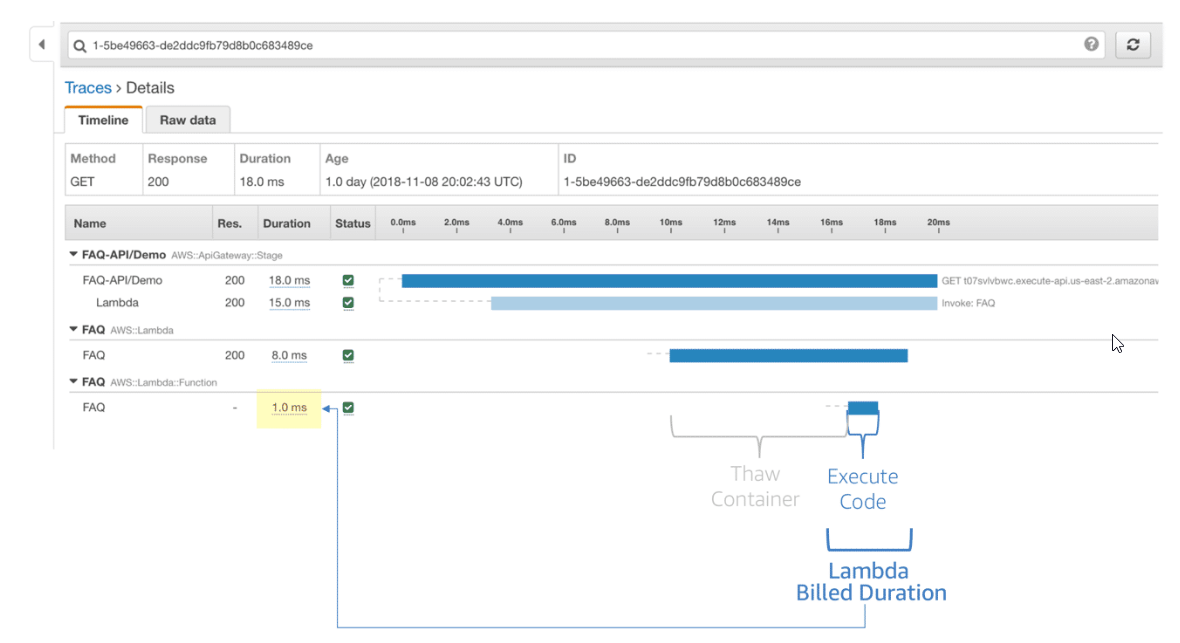 1-5be49663-de2ddc9fb79d8b0c683489ce ?
Traces › Details
Timeline Raw data
Method Response Duration Age ID
GET 200 18.0 ms 1.0 day (2018-11-08 20:02:43 UTC) 1-5be49663-de2ddc9fb79d8b0c683489ce
Name Res. Duration Status 0.0ms 2.0ms 4.0ms 6.0ms 8.0ms 10ms 12ms 14ms 16ms 18ms 20ms
FAQ-API/Demo AWS::ApiGateway::Stage
FAQ-API/Demo 200 18.0 ms GET t07svivbwc.execute-api.us-east-2.amazonaw
Lambda 200 15.0 ms Invoke: FAQ
FAQ AWS::Lambda
FAQ 200 8.0 ms
FAQ AWS::Lambda::Function
FAQ - 1.0 ms
Thaw
Container
Execute
Code
Lambda
Billed Duration